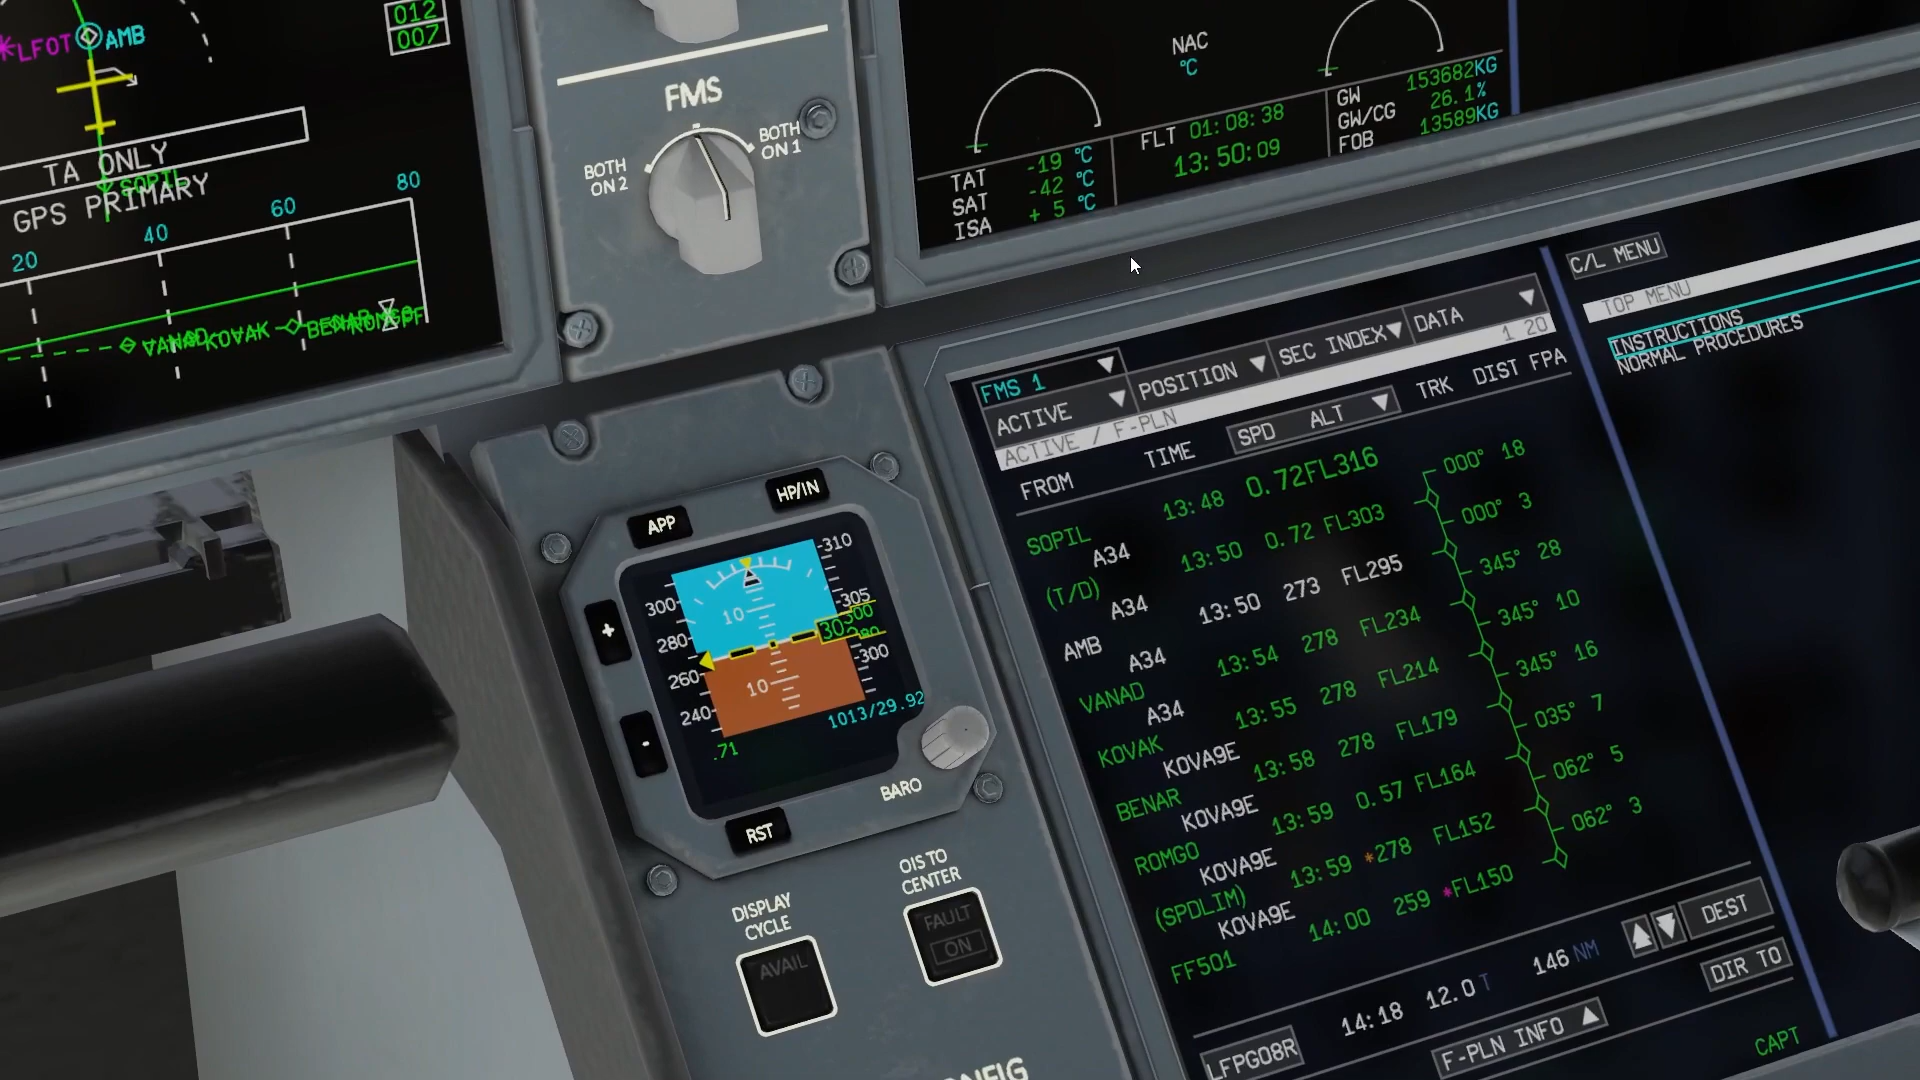 012
007
LFOT
AMB
TA ONLY
SOPIL
GPS PRIMARY
20 40 60 80
VANAD
KOVAK
FMS
BOTH
ON 2
BOTH
ON 1
NAC
°C
TAT -19 °C
SAT -42 °C
ISA + 5 °C
FLT 01:08:38
13:50:09
GW 153682KG
GW/CG 26.1%
FOB 13589KG
APP
HP/IN
+
-
RST
BARO
300
280
260
240
10
10
310
305
300
.71
1013/29.92
DISPLAY
CYCLE
AVAIL
OIS TO
CENTER
FAULT
ON
NFIG
FMS 1
ACTIVE POSITION SEC INDEX DATA
ACTIVE / F-PLN 1 20
FROM TIME SPD ALT TRK DIST FPA
SOPIL 13:48 0.72 FL316
A34 000° 18
(T/D) 13:50 0.72 FL303
A34 000° 3
AMB 13:50 273 FL295
A34 345° 28
VANAD 13:54 278 FL234
A34 345° 10
KOVAK 13:55 278 FL214
KOVA9E 345° 16
BENAR 13:58 278 FL179
KOVA9E 035° 7
ROMGO 13:59 0.57 FL164
KOVA9E 062° 5
(SPDLIM) 13:59 *278 FL152
KOVA9E 062° 3
FF501 14:00 259 *FL150
LFPG08R 14:18 12.0 T 146 NM
DEST
F-PLN INFO
DIR TO
CAPT
C/L MENU
TOP MENU
INSTRUCTIONS
NORMAL PROCEDURES